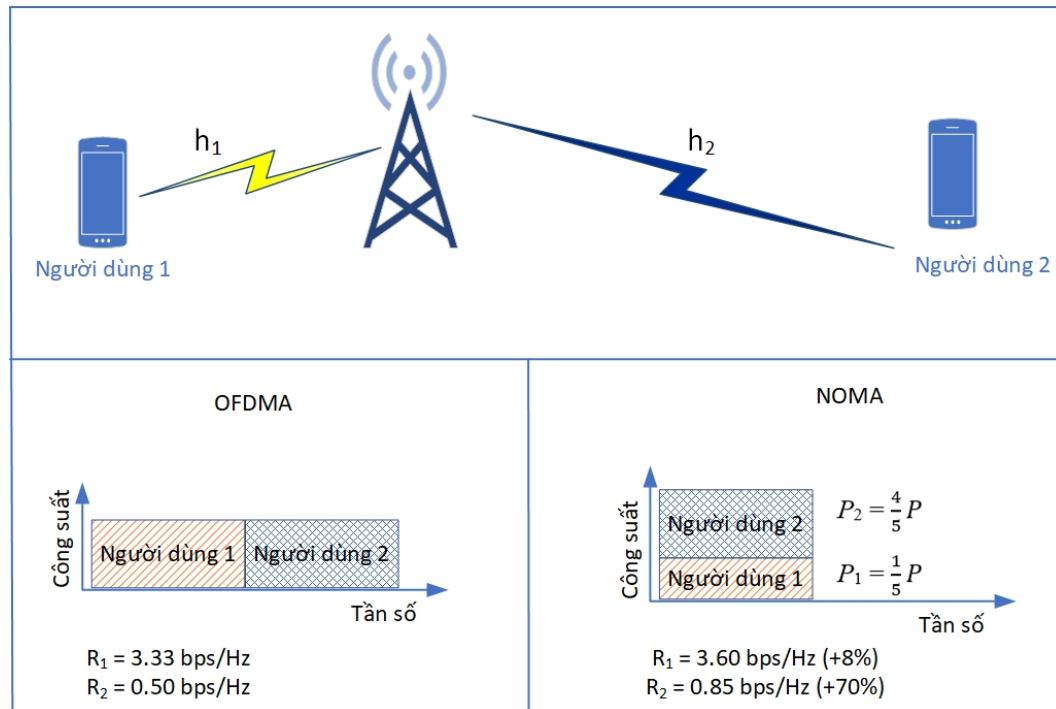 h₁
h₂
Người dùng 1
Người dùng 2
OFDMA
Công suất
Người dùng 1 Người dùng 2
Tần số
R₁ = 3.33 bps/Hz
R₂ = 0.50 bps/Hz
NOMA
Công suất
Người dùng 2 P₂ = 4/5 P
Người dùng 1 P₁ = 1/5 P
Tần số
R₁ = 3.60 bps/Hz (+8%)
R₂ = 0.85 bps/Hz (+70%)